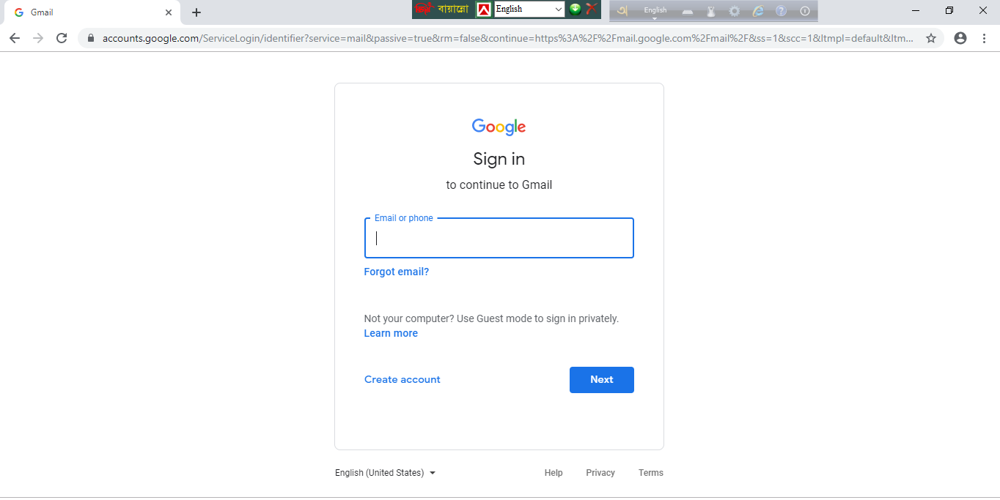 Gmail
বিজয় বায়ান্নো English
English
accounts.google.com/ServiceLogin/identifier?service=mail&passive=true&rm=false&continue=https%3A%2F%2Fmail.google.com%2Fmail%2F&ss=1&scc=1&ltmpl=default&ltm...
Google
Sign in
to continue to Gmail
Email or phone
Forgot email?
Not your computer? Use Guest mode to sign in privately.
Learn more
Create account
Next
English (United States)
Help Privacy Terms